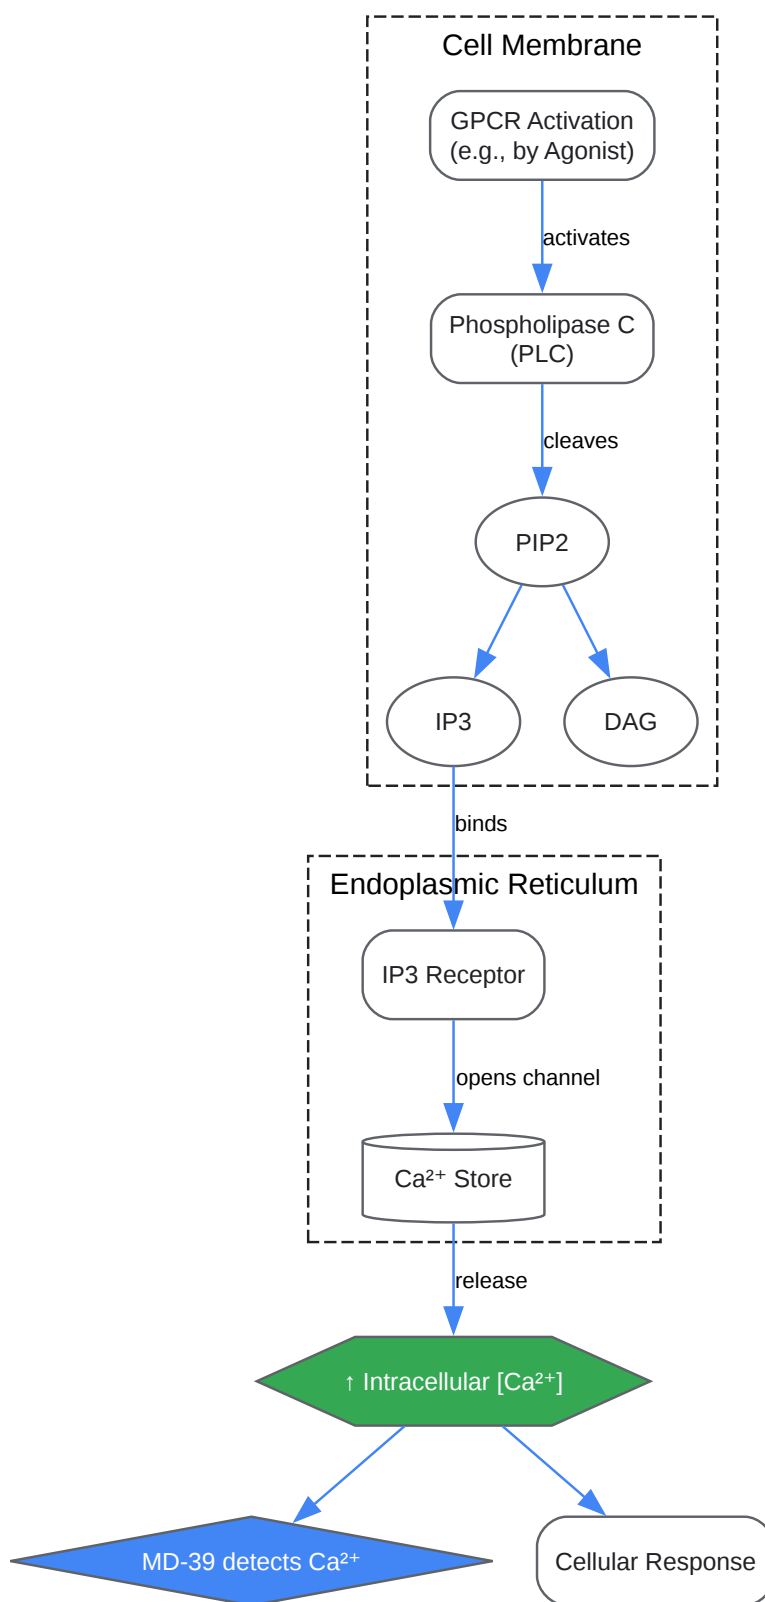 Cell Membrane
GPCR Activation
(e.g., by Agonist)
activates
Phospholipase C
(PLC)
cleaves
PIP2
IP3
DAG
binds
Endoplasmic Reticulum
IP3 Receptor
opens channel
Ca²⁺ Store
release
↑ Intracellular [Ca²⁺]
MD-39 detects Ca²⁺
Cellular Response